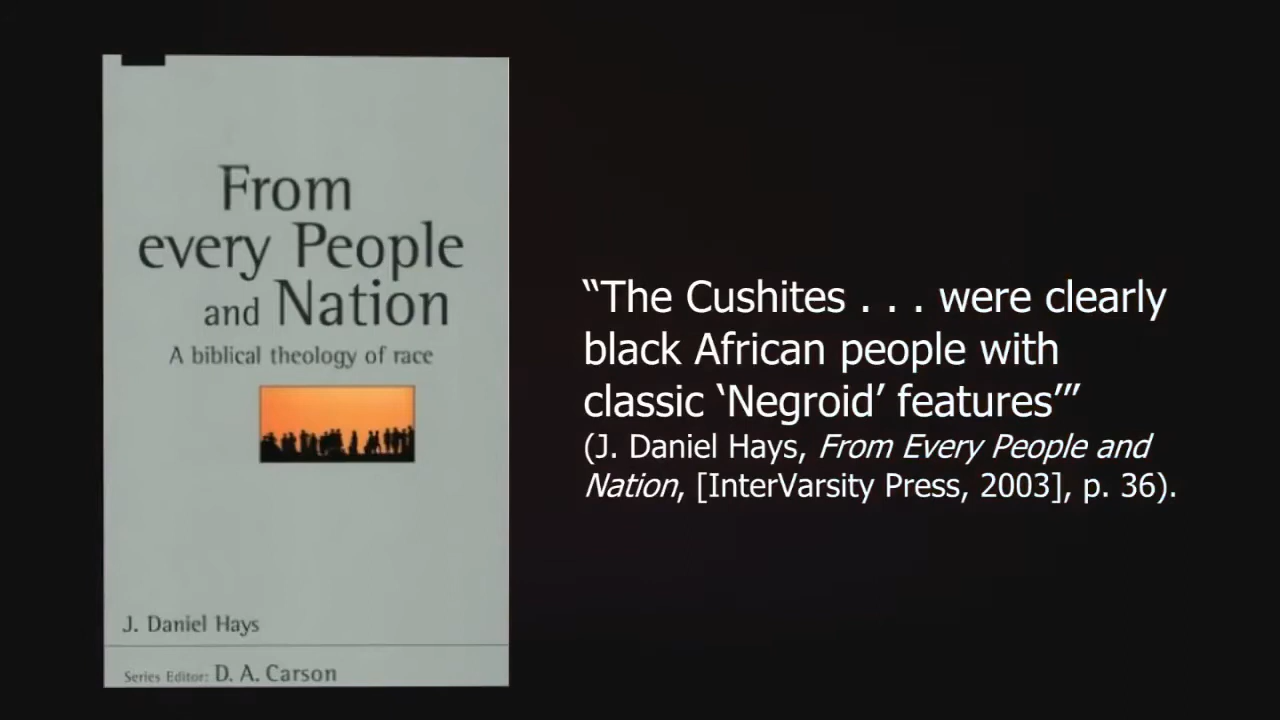 From
every People
and Nation
A biblical theology of race
J. Daniel Hays
Series Editor: D. A. Carson
“The Cushites . . . were clearly
black African people with
classic ‘Negroid’ features’”
(J. Daniel Hays, From Every People and
Nation, [InterVarsity Press, 2003], p. 36).